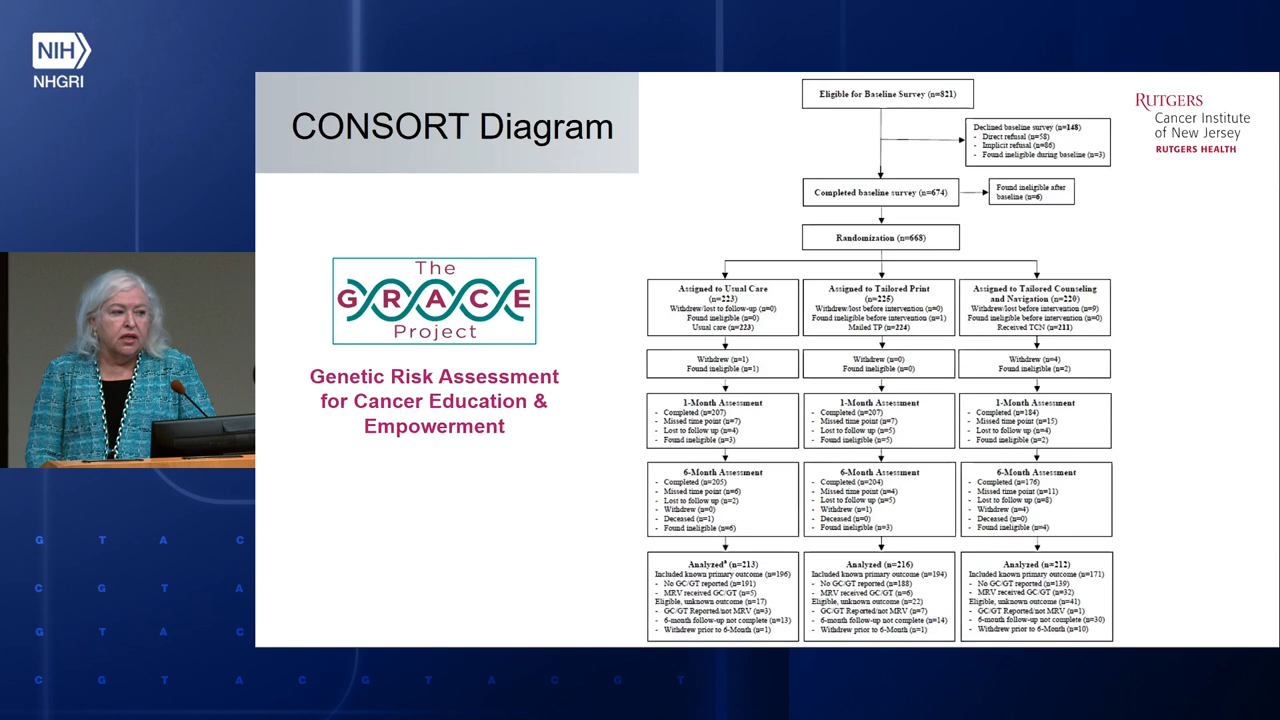 NIH
NHGRI
CONSORT Diagram
The
GRACE
Project
Genetic Risk Assessment
for Cancer Education &
Empowerment
RUTGERS
Cancer Institute
of New Jersey
RUTGERS HEALTH
Eligible for Baseline Survey (n=821)
Declined baseline survey (n=148)
- Direct refusal (n=58)
- Implicit refusal (n=86)
- Found ineligible during baseline (n=3)
Completed baseline survey (n=674)
Found ineligible after
baseline (n=6)
Randomization (n=668)
Assigned to Usual Care
(n=223)
Withdrew/lost to follow-up (n=0)
Found ineligible (n=0)
Usual care (n=223)
Assigned to Tailored Print
(n=225)
Withdrew/lost before intervention (n=0)
Found ineligible before intervention (n=1)
Mailed TP (n=224)
Assigned to Tailored Counseling
and Navigation (n=220)
Withdrew/lost before intervention (n=9)
Found ineligible before intervention (n=0)
Received TCN (n=211)
Withdrew (n=1)
Found ineligible (n=1)
Withdrew (n=0)
Found ineligible (n=0)
Withdrew (n=4)
Found ineligible (n=2)
1-Month Assessment
- Completed (n=207)
- Missed time point (n=7)
- Lost to follow up (n=4)
- Found ineligible (n=3)
1-Month Assessment
- Completed (n=207)
- Missed time point (n=7)
- Lost to follow up (n=5)
- Found ineligible (n=5)
1-Month Assessment
- Completed (n=184)
- Missed time point (n=15)
- Lost to follow up (n=4)
- Found ineligible (n=2)
6-Month Assessment
- Completed (n=205)
- Missed time point (n=6)
- Lost to follow up (n=2)
- Withdrew (n=0)
- Deceased (n=1)
- Found ineligible (n=6)
6-Month Assessment
- Completed (n=204)
- Missed time point (n=4)
- Lost to follow up (n=5)
- Withdrew (n=1)
- Deceased (n=0)
- Found ineligible (n=3)
6-Month Assessment
- Completed (n=176)
- Missed time point (n=11)
- Lost to follow up (n=8)
- Withdrew (n=4)
- Deceased (n=0)
- Found ineligible (n=4)
Analyzedª (n=213)
Included known primary outcome (n=196)
- No GC/GT reported (n=191)
- MRV received GC/GT (n=5)
Eligible, unknown outcome (n=17)
- GC/GT Reported/not MRV (n=3)
- 6-month follow-up not complete (n=13)
- Withdrew prior to 6-Month (n=1)
Analyzed (n=216)
Included known primary outcome (n=194)
- No GC/GT reported (n=188)
- MRV received GC/GT (n=6)
Eligible, unknown outcome (n=22)
- GC/GT Reported/not MRV (n=7)
- 6-month follow-up not complete (n=14)
- Withdrew prior to 6-Month (n=1)
Analyzed (n=212)
Included known primary outcome (n=171)
- No GC/GT reported (n=139)
- MRV received GC/GT (n=32)
Eligible, unknown outcome (n=41)
- GC/GT Reported/not MRV (n=1)
- 6-month follow-up not complete (n=30)
- Withdrew prior to 6-Month (n=10)
G T A C
C G T A
G T A C
C G T A C G T A C G T